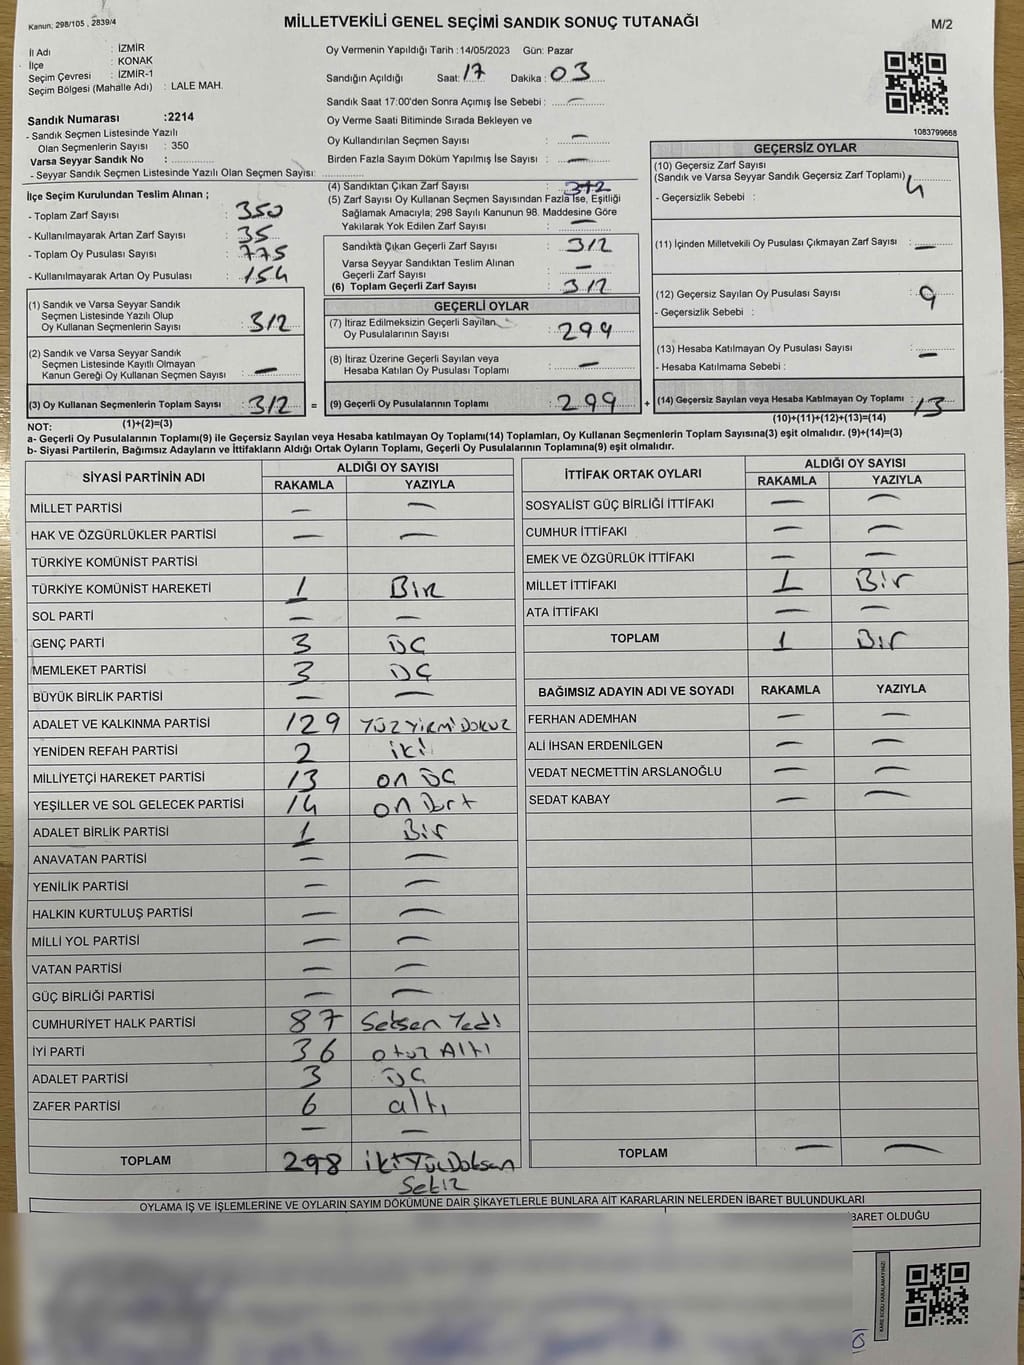 Kanun: 298/105 , 2839/4
MİLLETVEKİLİ GENEL SEÇİMİ SANDIK SONUÇ TUTANAĞI
M/2
İl Adı : İZMİR
İlçe : KONAK
Seçim Çevresi : İZMİR-1
Seçim Bölgesi (Mahalle Adı) : LALE MAH.
Oy Vermenin Yapıldığı Tarih :14/05/2023 Gün: Pazar
Sandığın Açıldığı Saat: 17 Dakika : 03
Sandık Saat 17:00'den Sonra Açımış İse Sebebi : —
Oy Verme Saati Bitiminde Sırada Bekleyen ve
Oy Kullandırılan Seçmen Sayısı : —
Birden Fazla Sayım Döküm Yapılmış İse Sayısı : —
1083799668
Sandık Numarası :2214
- Sandık Seçmen Listesinde Yazılı
Olan Seçmenlerin Sayısı : 350
Varsa Seyyar Sandık No :
- Seyyar Sandık Seçmen Listesinde Yazılı Olan Seçmen Sayısı:
İlçe Seçim Kurulundan Teslim Alınan ;
- Toplam Zarf Sayısı : 350
- Kullanılmayarak Artan Zarf Sayısı : 35
- Toplam Oy Pusulası Sayısı : 775
- Kullanılmayarak Artan Oy Pusulası : 154
(1) Sandık ve Varsa Seyyar Sandık
Seçmen Listesinde Yazılı Olup
Oy Kullanan Seçmenlerin Sayısı : 312
(2) Sandık ve Varsa Seyyar Sandık
Seçmen Listesinde Kayıtlı Olmayan
Kanun Gereği Oy Kullanan Seçmen Sayısı : —
(3) Oy Kullanan Seçmenlerin Toplam Sayısı : 312 =
(1)+(2)=(3)
(4) Sandıktan Çıkan Zarf Sayısı : 312
(5) Zarf Sayısı Oy Kullanan Seçmen Sayısından Fazla İse, Eşitliği
Sağlamak Amacıyla; 298 Sayılı Kanunun 98. Maddesine Göre
Yakılarak Yok Edilen Zarf Sayısı : —
Sandıkta Çıkan Geçerli Zarf Sayısı : 312
Varsa Seyyar Sandıktan Teslim Alınan
Geçerli Zarf Sayısı : —
(6) Toplam Geçerli Zarf Sayısı : 312
GEÇERLİ OYLAR
(7) İtiraz Edilmeksizin Geçerli Sayılan
Oy Pusulalarının Sayısı : 299
(8) İtiraz Üzerine Geçerli Sayılan veya
Hesaba Katılan Oy Pusulası Toplamı : —
(9) Geçerli Oy Pusulalarının Toplamı : 299 +
GEÇERSİZ OYLAR
(10) Geçersiz Zarf Sayısı
(Sandık ve Varsa Seyyar Sandık Geçersiz Zarf Toplamı) : 4
- Geçersizlik Sebebi :
(11) İçinden Milletvekili Oy Pusulası Çıkmayan Zarf Sayısı : —
(12) Geçersiz Sayılan Oy Pusulası Sayısı : 9
- Geçersizlik Sebebi :
(13) Hesaba Katılmayan Oy Pusulası Sayısı : —
- Hesaba Katılmama Sebebi :
(14) Geçersiz Sayılan veya Hesaba Katılmayan Oy Toplamı : 13
(10)+(11)+(12)+(13)=(14)
NOT:
a- Geçerli Oy Pusulalarının Toplamı(9) ile Geçersiz Sayılan veya Hesaba katılmayan Oy Toplamı(14) Toplamları, Oy Kullanan Seçmenlerin Toplam Sayısına(3) eşit olmalıdır. (9)+(14)=(3)
b- Siyasi Partilerin, Bağımsız Adayların ve İttifakların Aldığı Ortak Oyların Toplamı, Geçerli Oy Pusulalarının Toplamına(9) eşit olmalıdır.
SİYASİ PARTİNİN ADI ALDIĞI OY SAYISI
RAKAMLA YAZIYLA
MİLLET PARTİSİ — —
HAK VE ÖZGÜRLÜKLER PARTİSİ — —
TÜRKİYE KOMÜNİST PARTİSİ
TÜRKİYE KOMÜNİST HAREKETİ 1 Bir
SOL PARTİ — —
GENÇ PARTİ 3 üç
MEMLEKET PARTİSİ 3 üç
BÜYÜK BİRLİK PARTİSİ — —
ADALET VE KALKINMA PARTİSİ 129 YÜZ YİRMİ DOKUZ
YENİDEN REFAH PARTİSİ 2 iki
MİLLİYETÇİ HAREKET PARTİSİ 13 on üç
YEŞİLLER VE SOL GELECEK PARTİSİ 14 on Dört
ADALET BİRLİK PARTİSİ 1 Bir
ANAVATAN PARTİSİ — —
YENİLİK PARTİSİ — —
HALKIN KURTULUŞ PARTİSİ — —
MİLLİ YOL PARTİSİ — —
VATAN PARTİSİ — —
GÜÇ BİRLİĞİ PARTİSİ — —
CUMHURİYET HALK PARTİSİ 87 Seksen Yedi
İYİ PARTİ 36 otuz Altı
ADALET PARTİSİ 3 üç
ZAFER PARTİSİ 6 altı
— —
TOPLAM 298 iki Yüz Doksan
Sekiz
İTTİFAK ORTAK OYLARI ALDIĞI OY SAYISI
RAKAMLA YAZIYLA
SOSYALİST GÜÇ BİRLİĞİ İTTİFAKI — —
CUMHUR İTTİFAKI — —
EMEK VE ÖZGÜRLÜK İTTİFAKI — —
MİLLET İTTİFAKI 1 Bir
ATA İTTİFAKI — —
TOPLAM 1 Bir
BAĞIMSIZ ADAYIN ADI VE SOYADI RAKAMLA YAZIYLA
FERHAN ADEMHAN — —
ALİ İHSAN ERDENİLGEN — —
VEDAT NECMETTİN ARSLANOĞLU — —
SEDAT KABAY — —
TOPLAM — —
OYLAMA İŞ VE İŞLEMLERİNE VE OYLARIN SAYIM DÖKÜMÜNE DAİR ŞİKAYETLERLE BUNLARA AİT KARARLARIN NELERDEN İBARET BULUNDUKLARI
İBARET OLDUĞU
KARE KODU KARALAMAYINIZ!